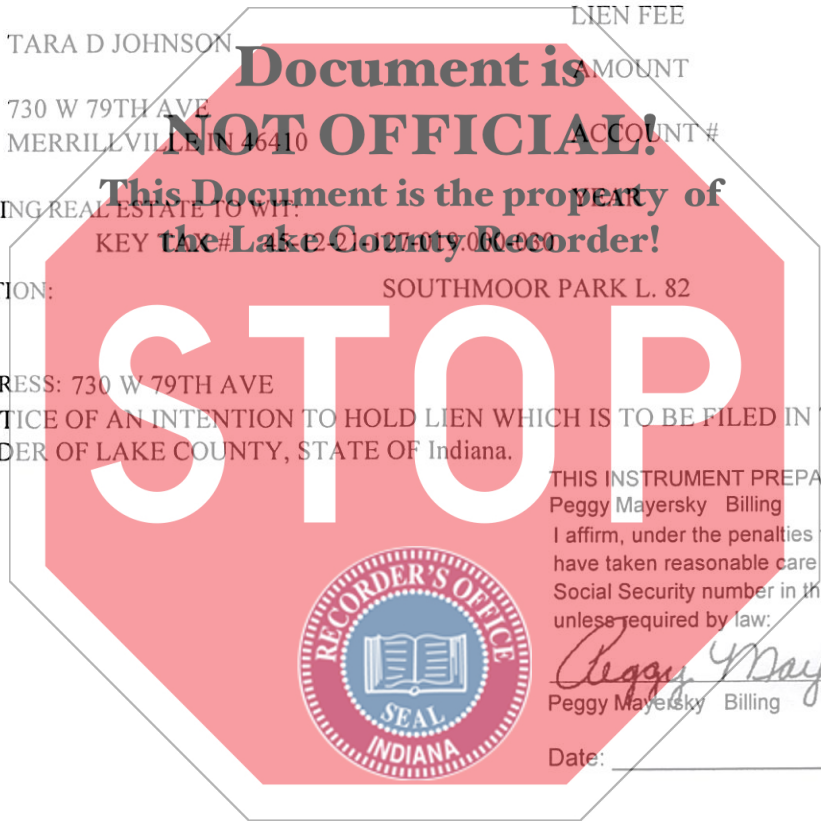 LIEN FEE
TARA D JOHNSON
Document is
AMOUNT
730 W 79TH AVE
NOT OFFICIAL!
ACCOUNT #
MERRILLVILLE IN 46410
This Document is the property of
YEAR
ING REAL ESTATE TO WIT:
the Lake County Recorder!
KEY TAX #
TION:
SOUTHMOOR PARK L. 82
STOP
RESS: 730 W 79TH AVE
TICE OF AN INTENTION TO HOLD LIEN WHICH IS TO BE FILED IN
DER OF LAKE COUNTY, STATE OF Indiana.
THIS INSTRUMENT PREPA
Peggy Mayersky Billing
I affirm, under the penalties
have taken reasonable care
Social Security number in th
unless required by law:
Peggy May
Peggy Mayersky Billing
Date:
RECORDER'S OFFICE
SEAL
INDIANA